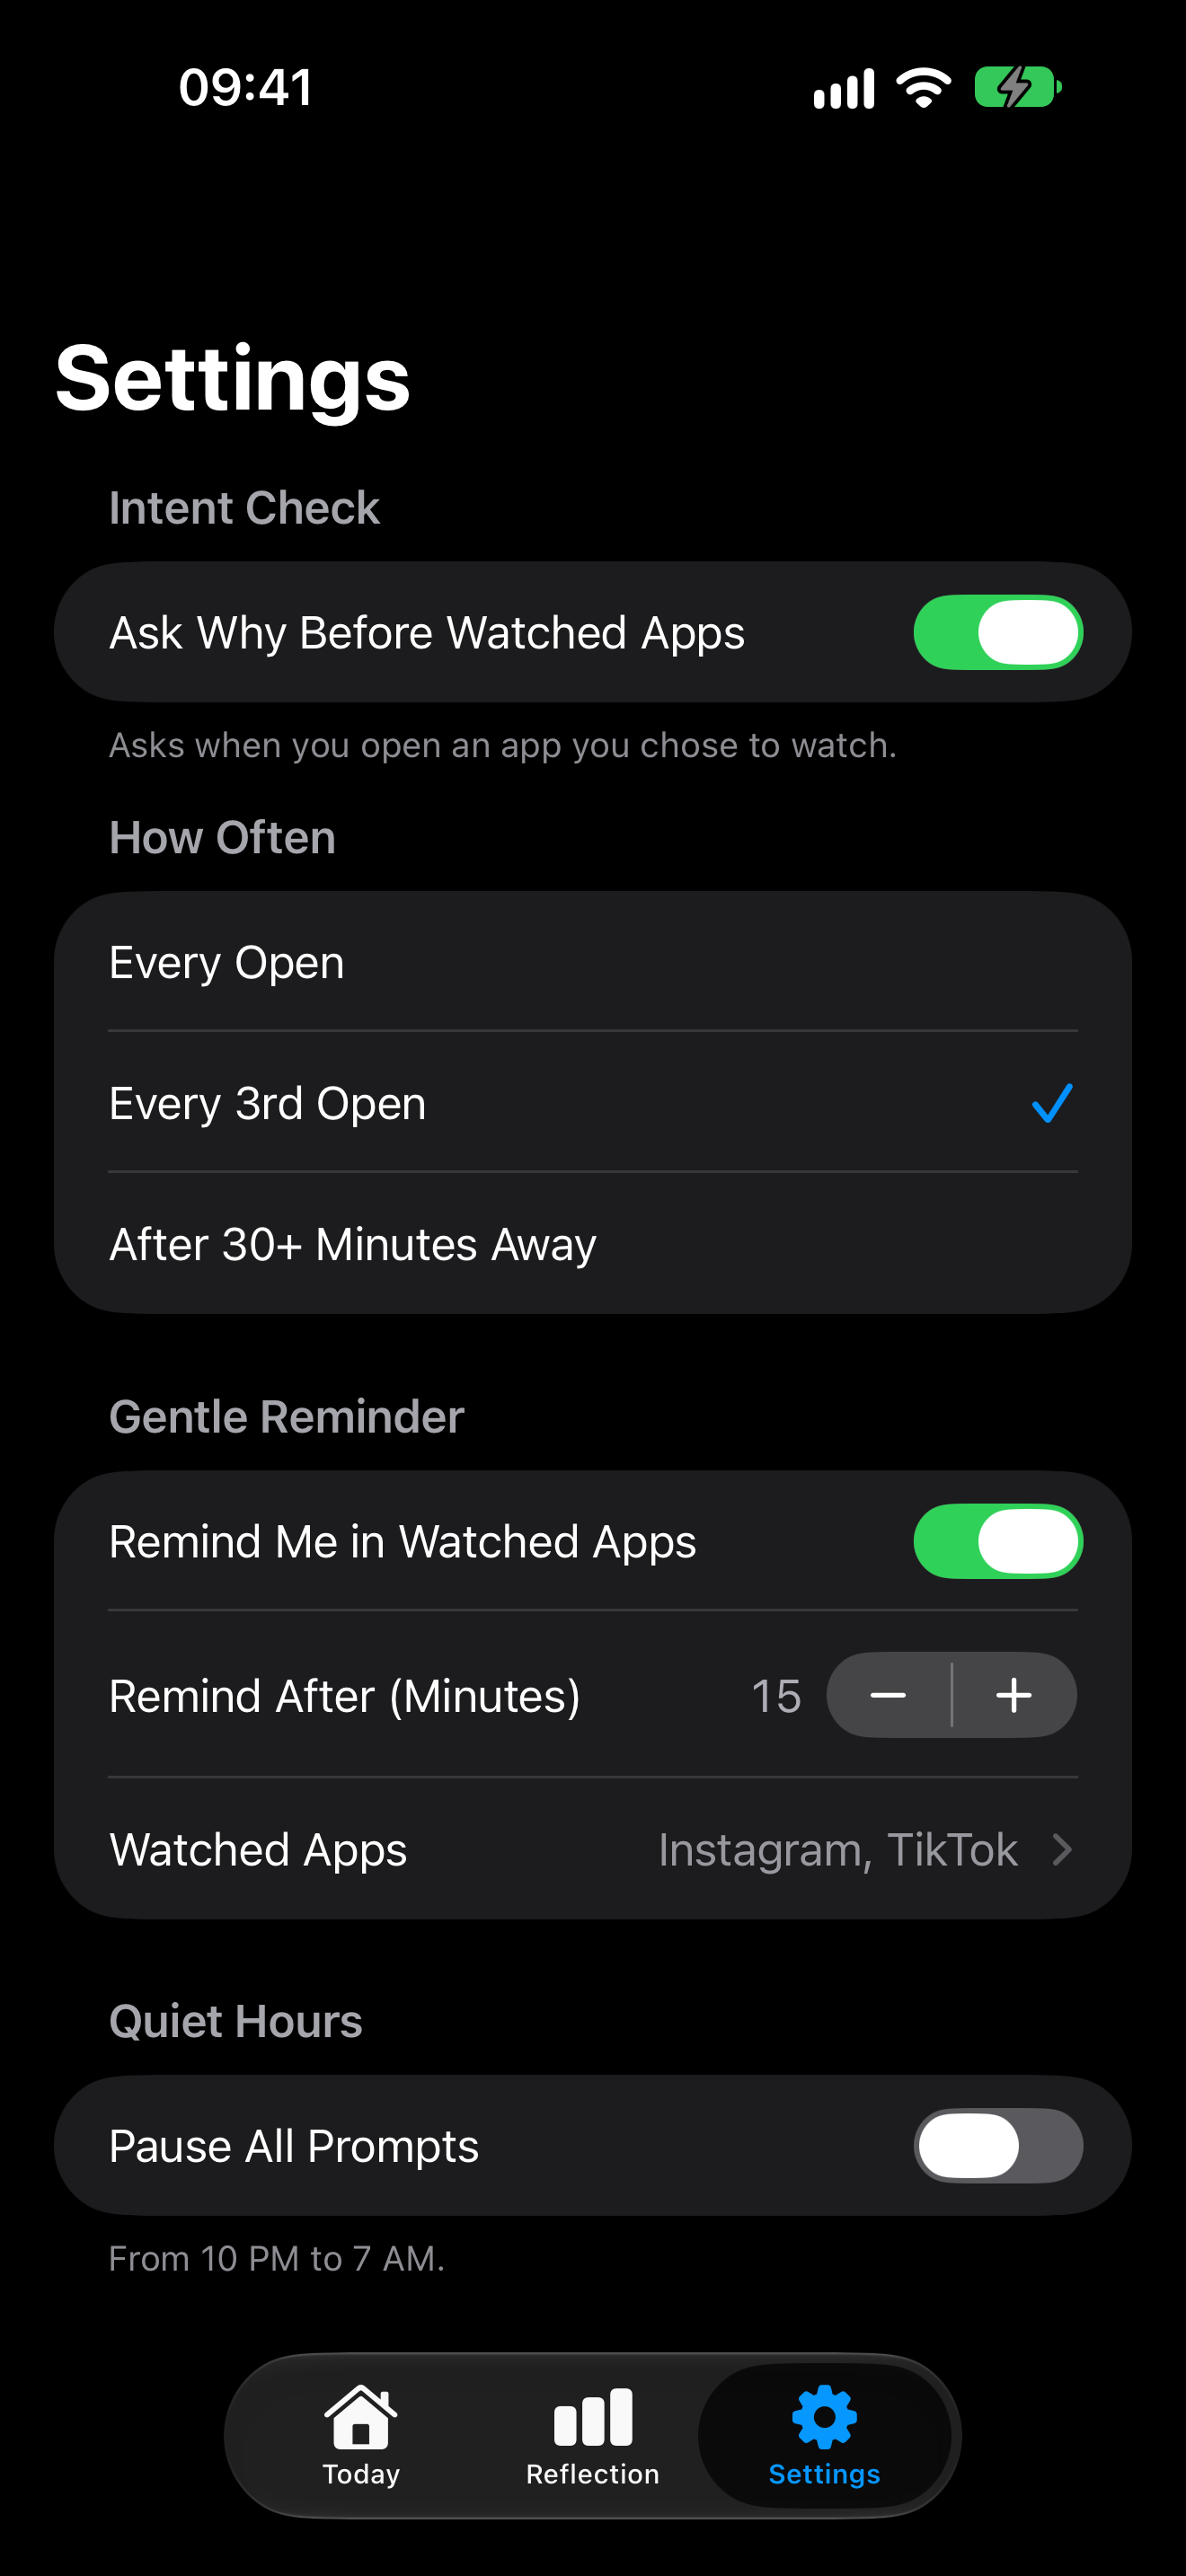 09:41
Settings
Intent Check
Ask Why Before Watched Apps
Asks when you open an app you chose to watch.
How Often
Every Open
Every 3rd Open
After 30+ Minutes Away
Gentle Reminder
Remind Me in Watched Apps
Remind After (Minutes) 15
Watched Apps Instagram, TikTok
Quiet Hours
Pause All Prompts
From 10 PM to 7 AM.
Today Reflection Settings